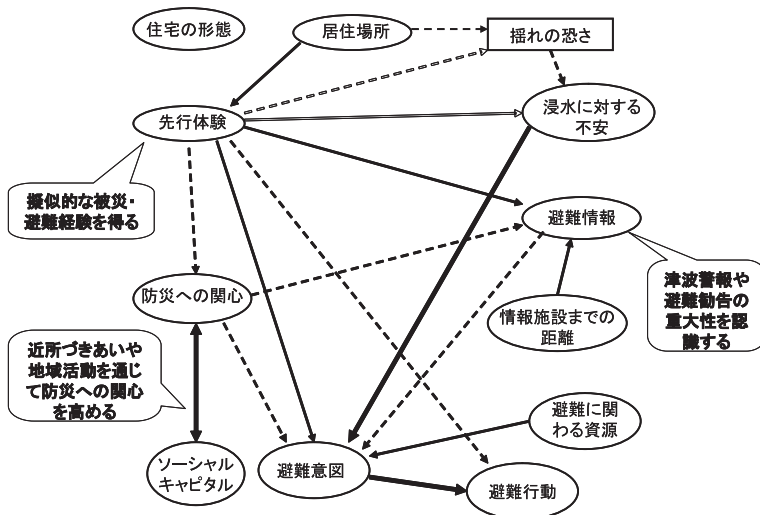 住宅の形態
居住場所
揺れの恐さ
先行体験
浸水に対する
不安
擬似的な被災・
避難経験を得る
避難情報
防災への関心
津波警報や
避難勧告の
重大性を認
識する
情報施設までの
距離
近所づきあいや
地域活動を通じ
て防災への関心
を高める
避難に関
わる資源
ソーシャル
キャピタル
避難意図
避難行動